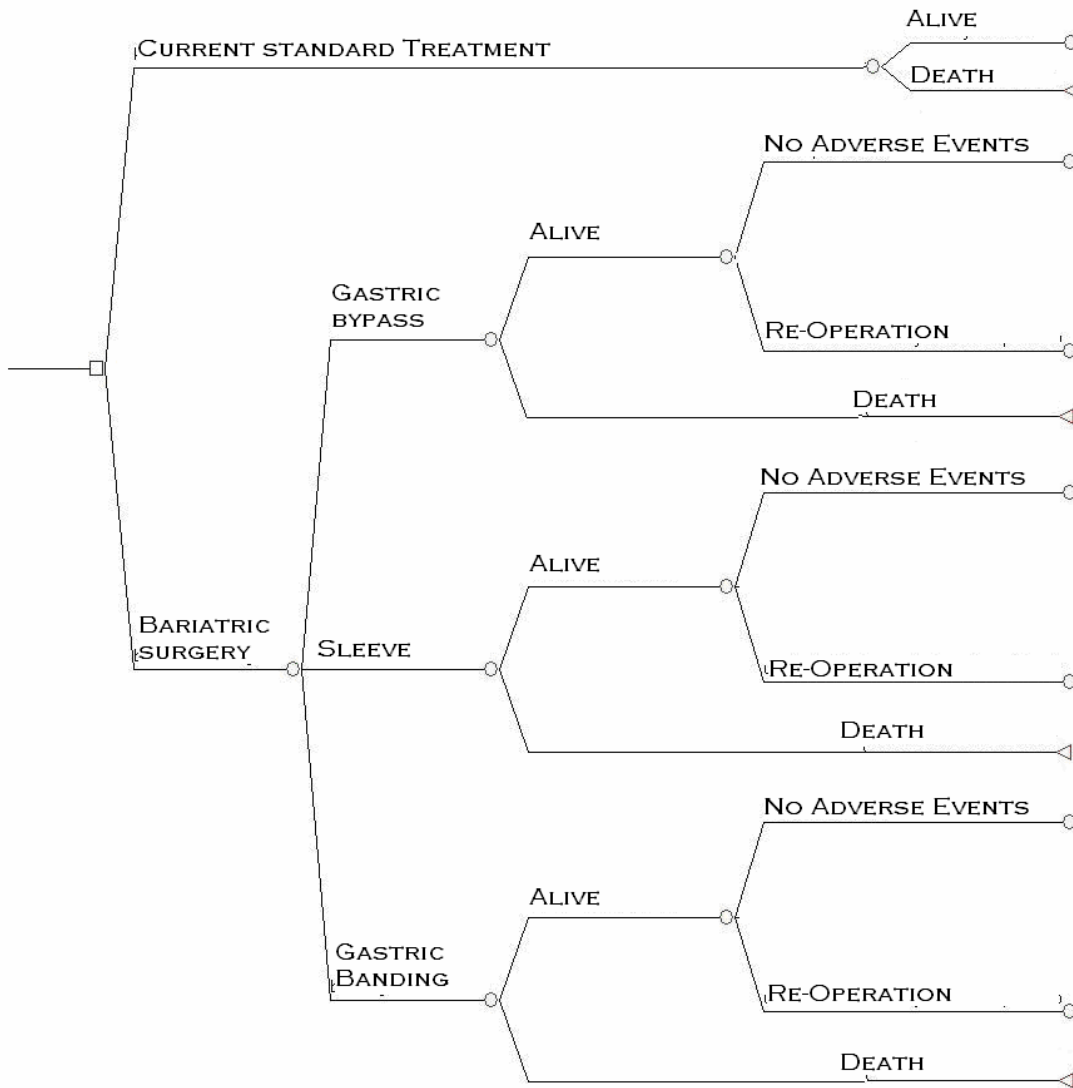 Alive
Current standard Treatment
Death
No Adverse Events
Alive
Gastric
bypass
Re-Operation
Death
No Adverse Events
Alive
Bariatric
surgery
Sleeve
Re-Operation
Death
No Adverse Events
Alive
Gastric
Banding
Re-Operation
Death